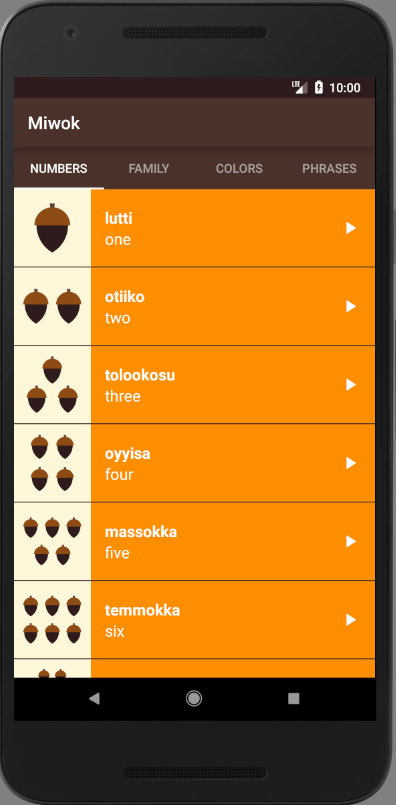 LTE 10:00
Miwok
NUMBERS FAMILY COLORS PHRASES
lutti
one
otiiko
two
tolookosu
three
oyyisa
four
massokka
five
temmokka
six